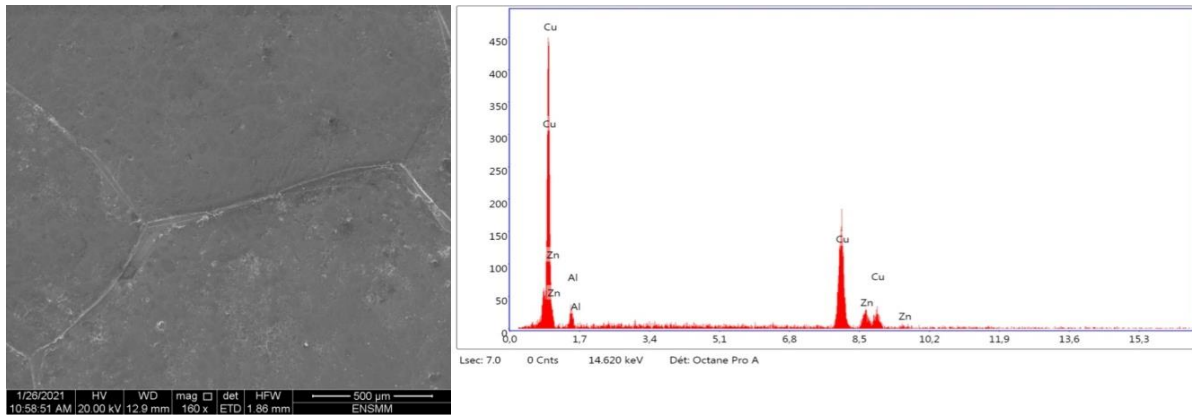 1/26/2021 HV WD mag det HFW 500 µm
10:58:51 AM 20.00 kV 12.9 mm 160 x ETD 1.86 mm ENSMM
Cu
Cu
Zn
Zn
Al
Al
Cu
Cu
Zn
Zn
450
400
350
300
250
200
150
100
50
0
0,0 1,7 3,4 5,1 6,8 8,5 10,2 11,9 13,6 15,3
Lsec: 7.0 0 Cnts 14.620 keV Dét: Octane Pro A